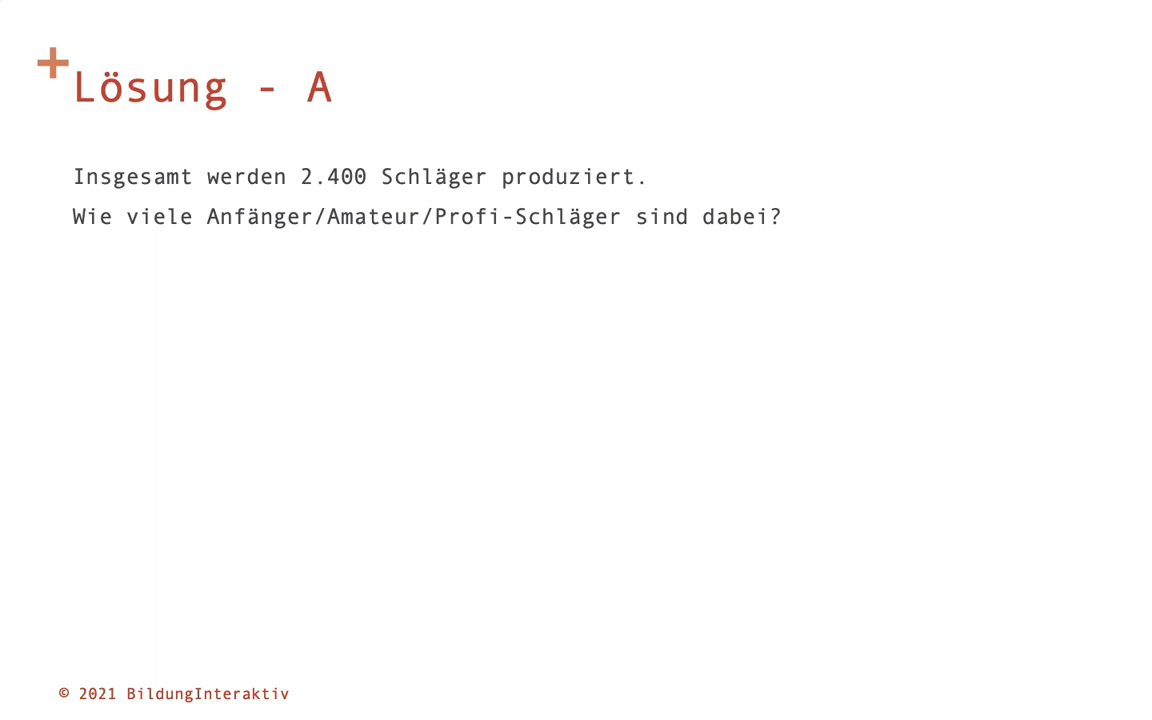 Lösung - A
Insgesamt werden 2.400 Schläger produziert.
Wie viele Anfänger/Amateur/Profi-Schläger sind dabei?
© 2021 BildungInteraktiv